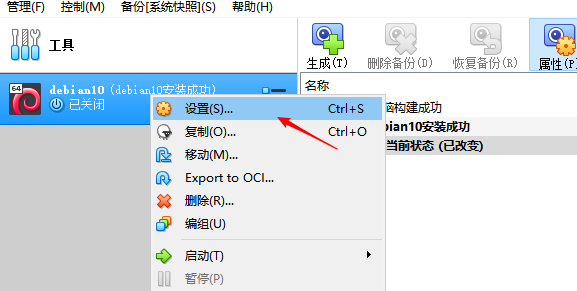 管理(F) 控制(M) 备份[系统快照](S) 帮助(H)
工具
生成(T) 删除备份(D) 恢复备份(R) 属性(P)
名称
64
debian10 (debian10安装成功)
已关闭
脑构建成功
bian10安装成功
当前状态 (已改变)
设置(S)... Ctrl+S
复制(O)... Ctrl+O
移动(M)...
Export to OCI...
删除(R)...
编组(U)
启动(T)
暂停(P)